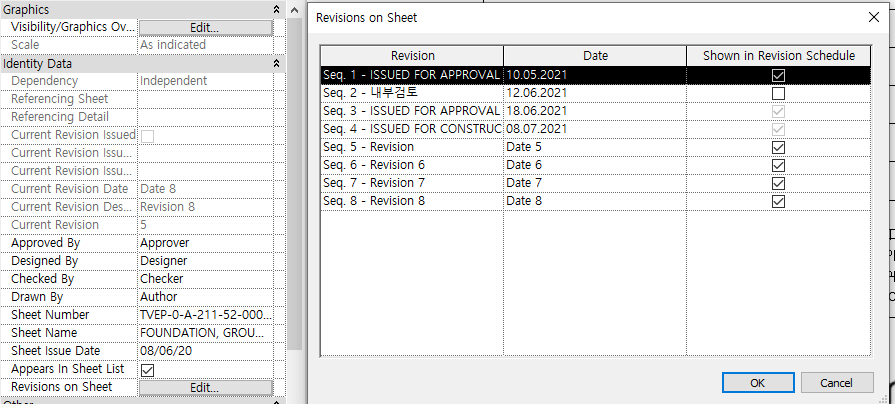 Graphics
Visibility/Graphics Ov... Edit...
Scale As indicated
Identity Data
Dependency Independent
Referencing Sheet
Referencing Detail
Current Revision Issued
Current Revision Issu...
Current Revision Issu...
Current Revision Date Date 8
Current Revision Des... Revision 8
Current Revision 5
Approved By Approver
Designed By Designer
Checked By Checker
Drawn By Author
Sheet Number TVEP-0-A-211-52-000...
Sheet Name FOUNDATION, GROU...
Sheet Issue Date 08/06/20
Appears In Sheet List
Revisions on Sheet Edit...
Revisions on Sheet
Revision Date Shown in Revision Schedule
Seq. 1 - ISSUED FOR APPROVAL 10.05.2021
Seq. 2 - 내부검토 12.06.2021
Seq. 3 - ISSUED FOR APPROVAL 18.06.2021
Seq. 4 - ISSUED FOR CONSTRUC 08.07.2021
Seq. 5 - Revision Date 5
Seq. 6 - Revision 6 Date 6
Seq. 7 - Revision 7 Date 7
Seq. 8 - Revision 8 Date 8
OK Cancel